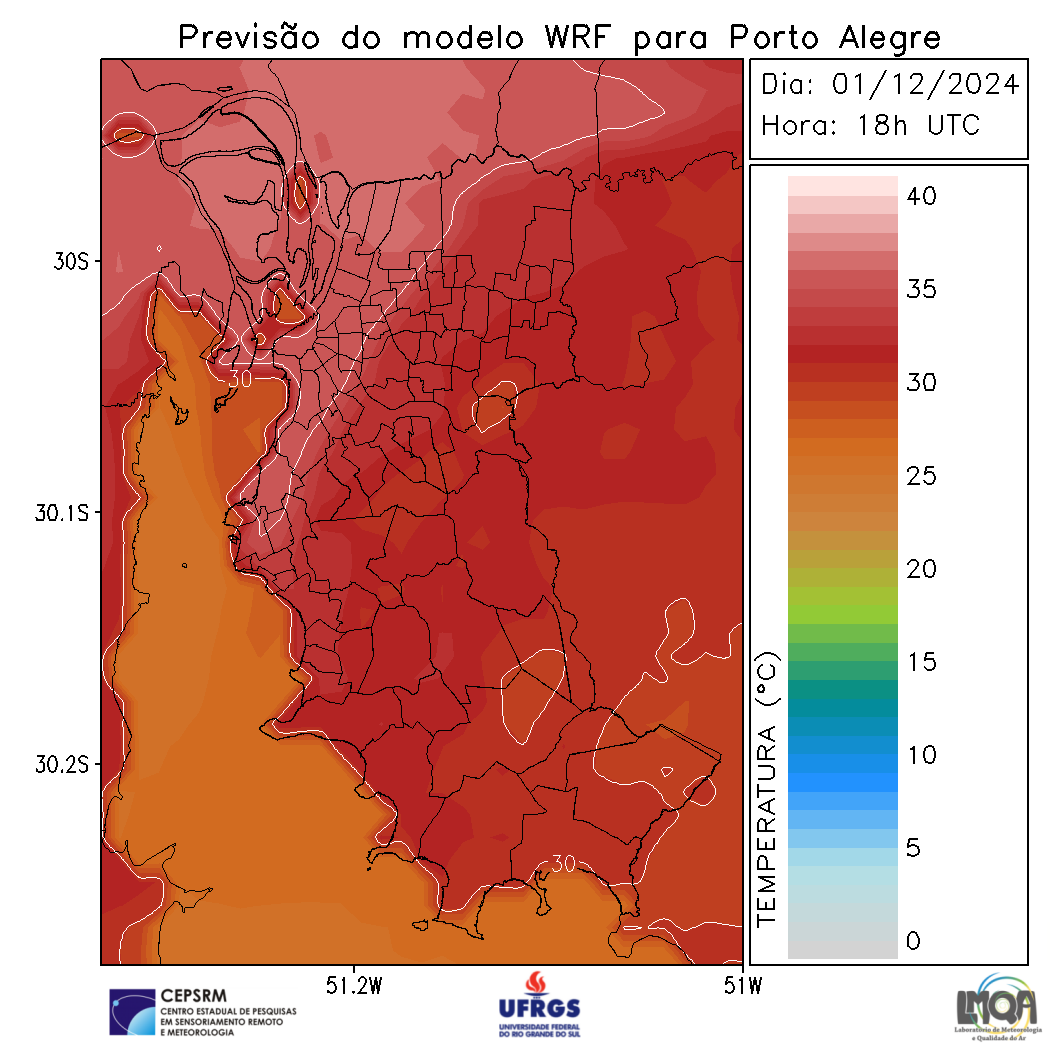 Previsão do modelo WRF para Porto Alegre
Dia: 01/12/2024
Hora: 18h UTC
40
35
30
25
20
15
10
5
0
TEMPERATURA (°C)
30S
30.1S
30.2S
51.2W
51W
30
30
CEPSRM
CENTRO ESTADUAL DE PESQUISAS
EM SENSORIAMENTO REMOTO
E METEOROLOGIA
UFRGS
UNIVERSIDADE FEDERAL
DO RIO GRANDE DO SUL
LMQA
Laboratório de Meteorologia
e Qualidade do Ar